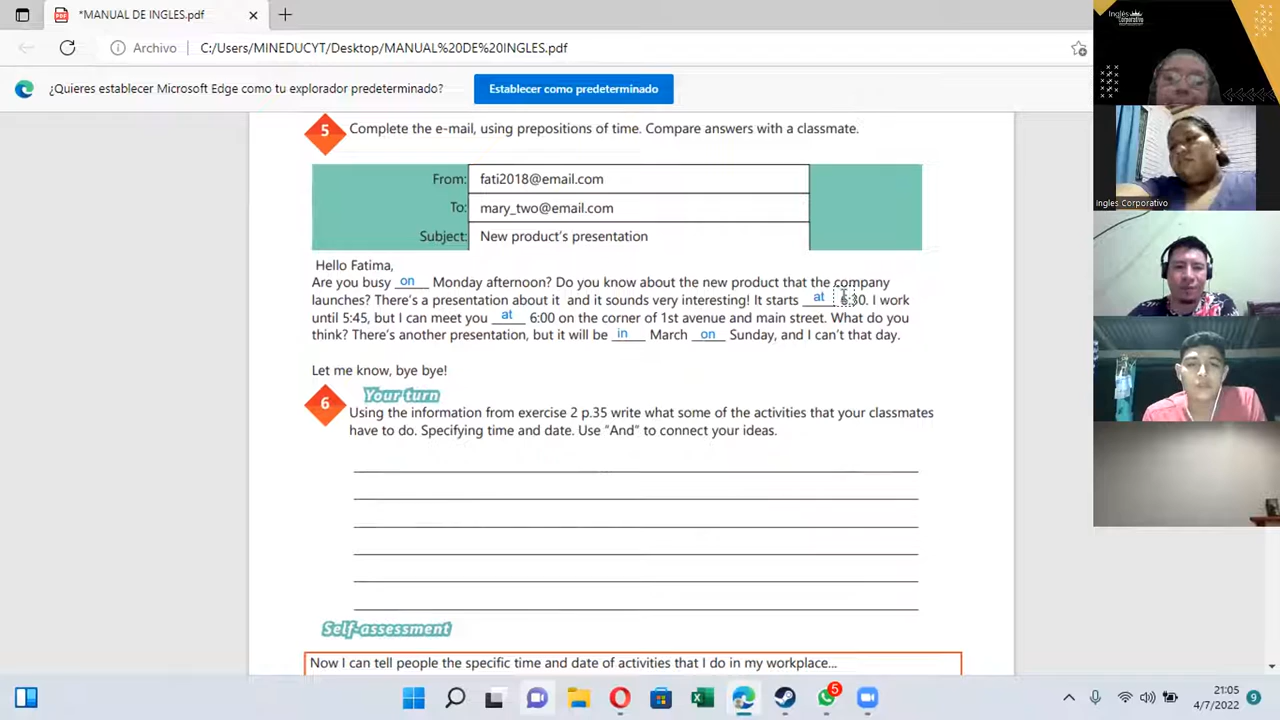 *MANUAL DE INGLES.pdf
Archivo
C:/Users/MINEDUCYT/Desktop/MANUAL%20DE%20INGLES.pdf
¿Quieres establecer Microsoft Edge como tu explorador predeterminado?
Establecer como predeterminado
5 Complete the e-mail, using prepositions of time. Compare answers with a classmate.
From: fati2018@email.com
To: mary_two@email.com
Subject: New product's presentation
Hello Fatima,
Are you busy on Monday afternoon? Do you know about the new product that the company
launches? There's a presentation about it and it sounds very interesting! It starts at 6:30. I work
until 5:45, but I can meet you at 6:00 on the corner of 1st avenue and main street. What do you
think? There's another presentation, but it will be in March on Sunday, and I can't that day.
Let me know, bye bye!
Your turn
6 Using the information from exercise 2 p.35 write what some of the activities that your classmates
have to do. Specifying time and date. Use "And" to connect your ideas.
Self-assessment
Now I can tell people the specific time and date of activities that I do in my workplace...
Inglés
Corporativo
Ingles Corporativo
5
21:05
4/7/2022
9